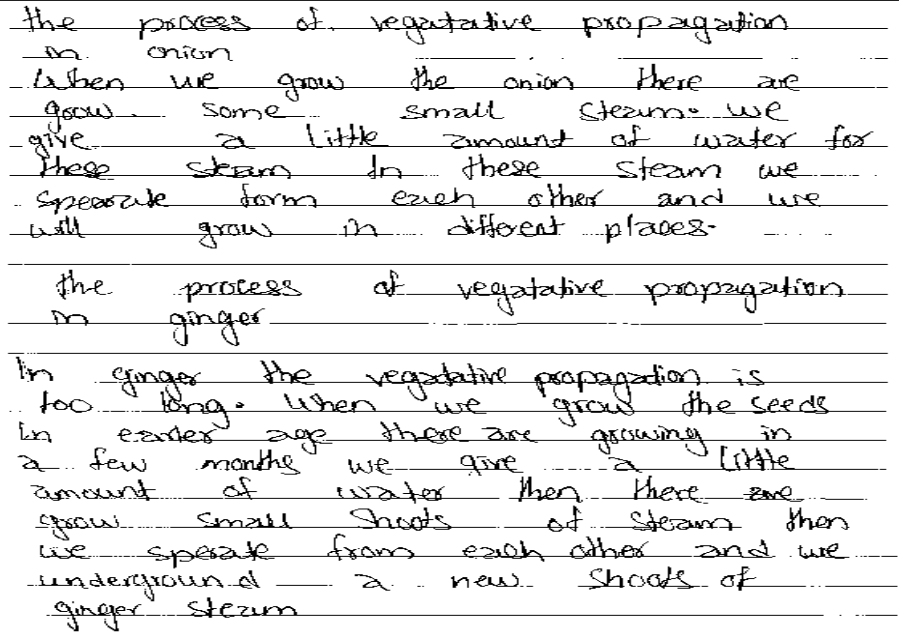 the process of vegatative propagation
in onion
When we grow the onion there are
grow. some small steam. we
give a little amount of water for
these steam In these steam we
spearate form each other and we
will grow in different places.
the process of vegatative propagation
in ginger
In ginger the vegadative propagation is
too long. When we grow the seeds
In earler age there are growing in
a few months we give a little
amount of water then there are
grow small shoots of steam then
we sperate from each other and we
underground a new shoots of
ginger steam